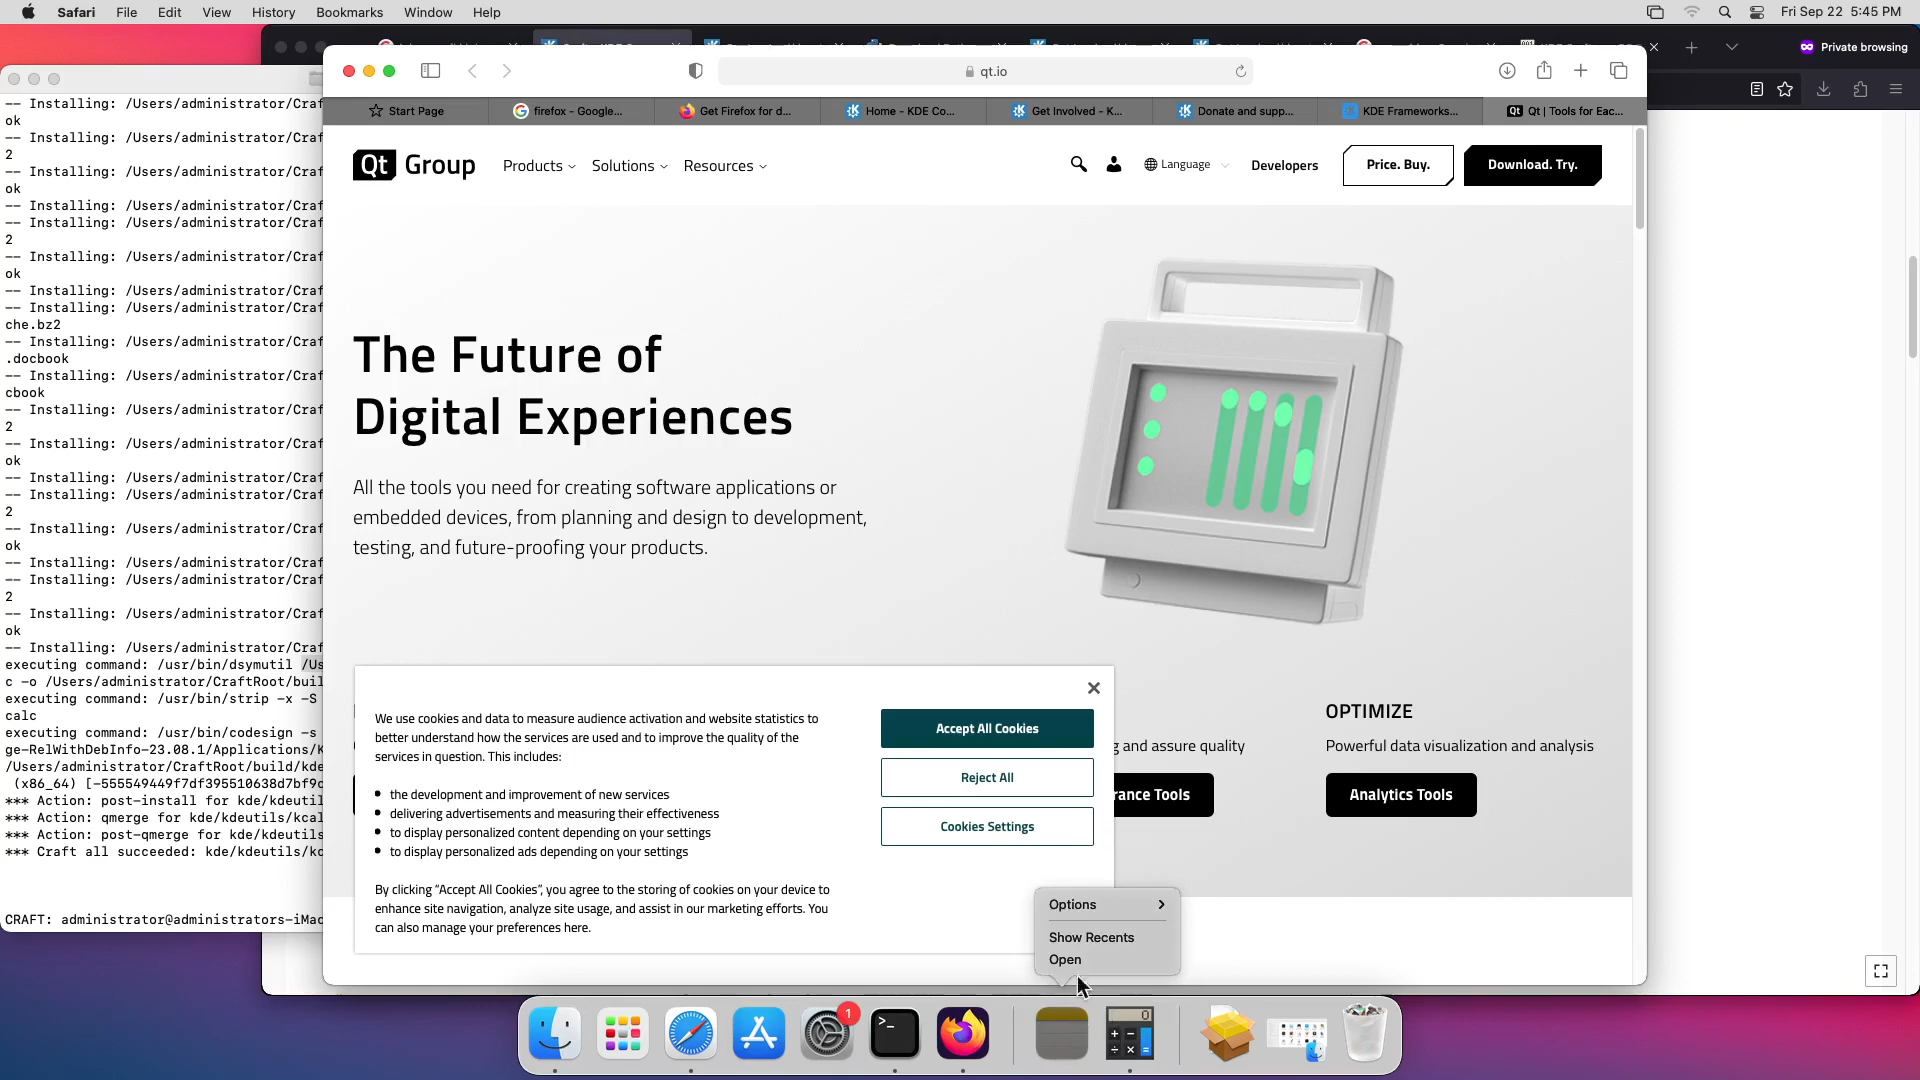 Safari File Edit View History Bookmarks Window Help
Fri Sep 22 5:45 PM
Private browsing
qt.io
Start Page
firefox - Google...
Get Firefox for d...
Home - KDE Co...
Get Involved - K...
Donate and supp...
KDE Frameworks...
Qt | Tools for Eac...
Qt Group
Products
Solutions
Resources
Language
Developers
Price. Buy.
Download. Try.
The Future of
Digital Experiences
All the tools you need for creating software applications or
embedded devices, from planning and design to development,
testing, and future-proofing your products.
g and assure quality
rance Tools
OPTIMIZE
Powerful data visualization and analysis
Analytics Tools
We use cookies and data to measure audience activation and website statistics to
better understand how the services are used and to improve the quality of the
services in question. This includes:
the development and improvement of new services
delivering advertisements and measuring their effectiveness
to display personalized content depending on your settings
to display personalized ads depending on your settings
By clicking “Accept All Cookies”, you agree to the storing of cookies on your device to
enhance site navigation, analyze site usage, and assist in our marketing efforts. You
can also manage your preferences here.
Accept All Cookies
Reject All
Cookies Settings
Options
Show Recents
Open
-- Installing: /Users/administrator/Craf
ok
-- Installing: /Users/administrator/Craf
2
-- Installing: /Users/administrator/Craf
ok
-- Installing: /Users/administrator/Craf
-- Installing: /Users/administrator/Craf
2
-- Installing: /Users/administrator/Craf
ok
-- Installing: /Users/administrator/Craf
-- Installing: /Users/administrator/Craf
che.bz2
-- Installing: /Users/administrator/Craf
.docbook
-- Installing: /Users/administrator/Craf
cbook
-- Installing: /Users/administrator/Craf
2
-- Installing: /Users/administrator/Craf
ok
-- Installing: /Users/administrator/Craf
-- Installing: /Users/administrator/Craf
2
-- Installing: /Users/administrator/Craf
ok
-- Installing: /Users/administrator/Craf
-- Installing: /Users/administrator/Craf
2
-- Installing: /Users/administrator/Craf
ok
-- Installing: /Users/administrator/Craf
executing command: /usr/bin/dsymutil /Us
c -o /Users/administrator/CraftRoot/buil
executing command: /usr/bin/strip -x -S
calc
executing command: /usr/bin/codesign -s
ge-RelWithDebInfo-23.08.1/Applications/K
/Users/administrator/CraftRoot/build/kde
(x86_64) [-555549449f7df395510638d7bf9c
*** Action: post-install for kde/kdeutil
*** Action: qmerge for kde/kdeutils/kcal
*** Action: post-qmerge for kde/kdeutils
*** Craft all succeeded: kde/kdeutils/kc
CRAFT: administrator@administrators-iMac
1
0